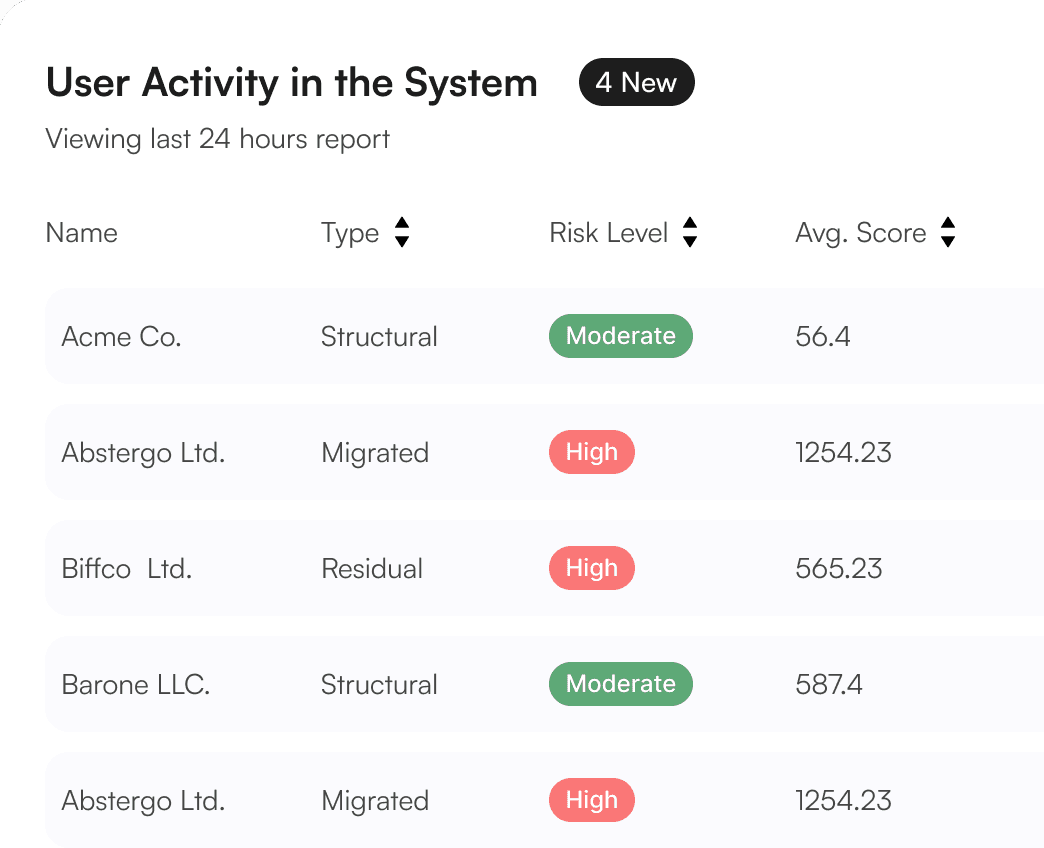 User Activity in the System 4 New
Viewing last 24 hours report
Name Type Risk Level Avg. Score
Acme Co. Structural Moderate 56.4
Abstergo Ltd. Migrated High 1254.23
Biffco  Ltd. Residual High 565.23
Barone LLC. Structural Moderate 587.4
Abstergo Ltd. Migrated High 1254.23